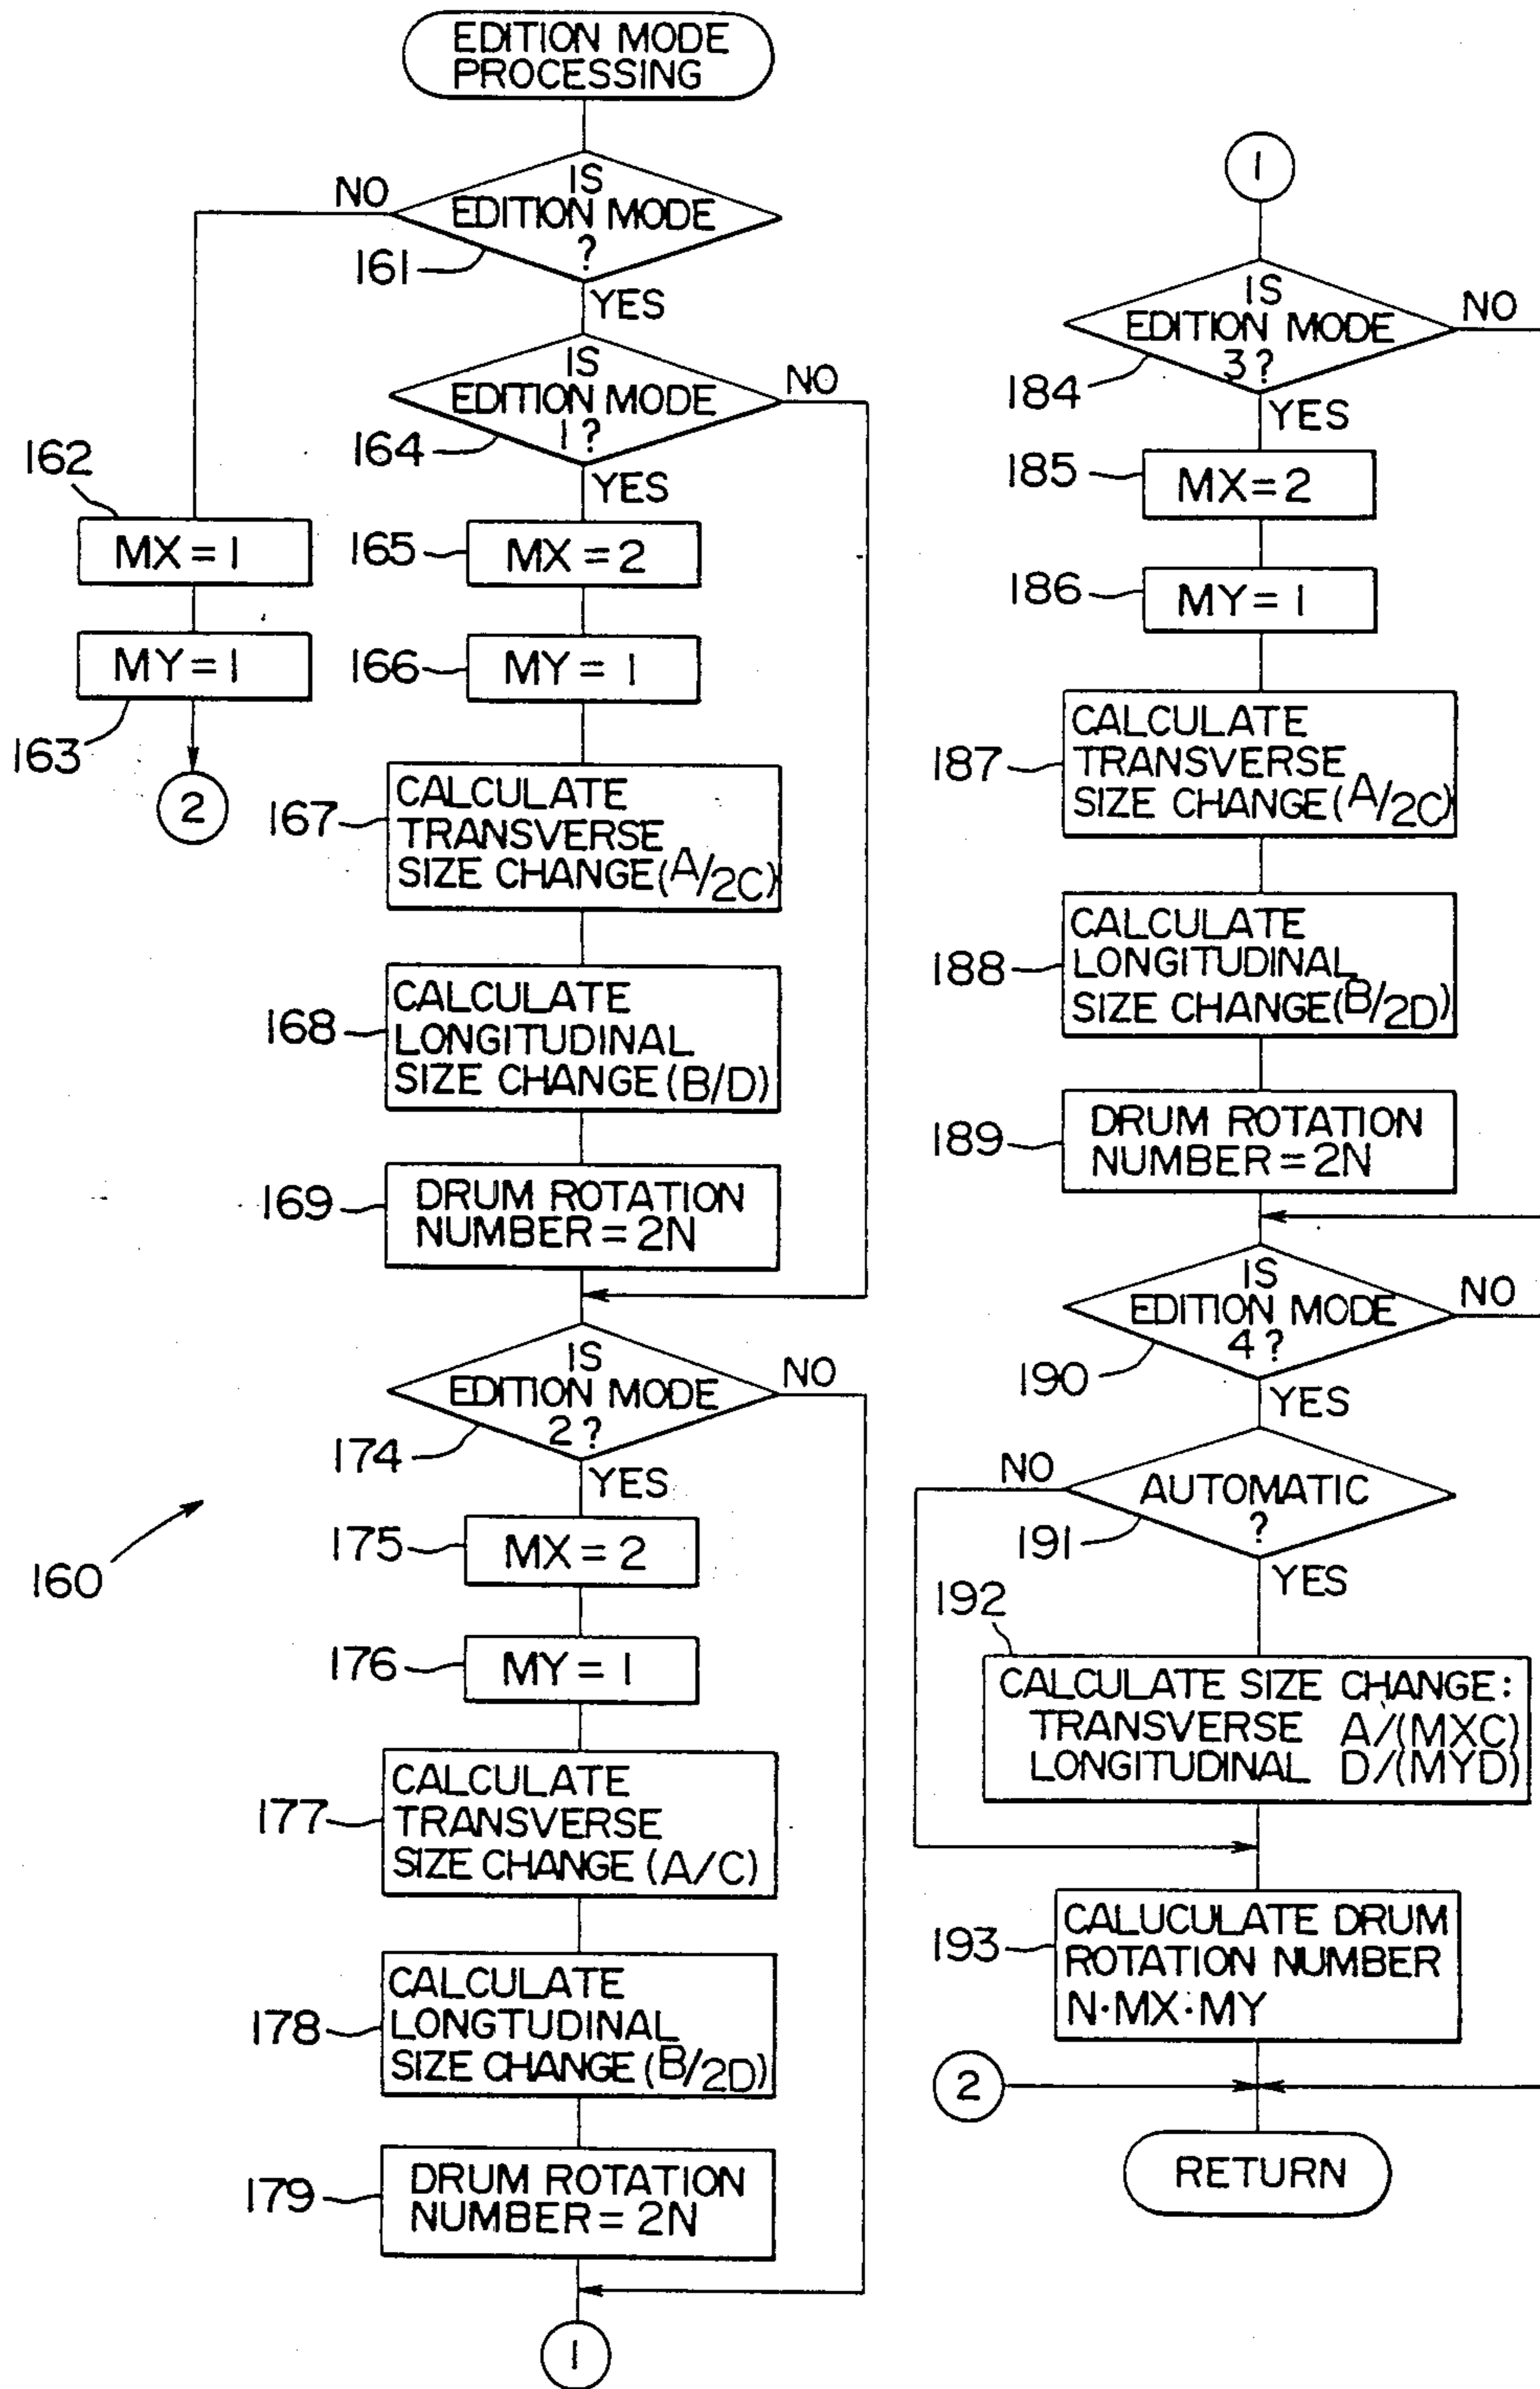 EDITION MODE
PROCESSING
IS
EDITION MODE
?
NO
161
YES
IS
EDITION MODE
1?
NO
164
YES
162
MX = 1
MY = 1
163
2
165
MX = 2
166
MY = 1
167
CALCULATE
TRANSVERSE
SIZE CHANGE (A/2C)
168
CALCULATE
LONGITUDINAL
SIZE CHANGE (B/D)
169
DRUM ROTATION
NUMBER = 2N
IS
EDITION MODE
2?
NO
174
YES
160
175
MX = 2
176
MY = 1
177
CALCULATE
TRANSVERSE
SIZE CHANGE (A/C)
178
CALCULATE
LONGTUDINAL
SIZE CHANGE (B/2D)
179
DRUM ROTATION
NUMBER = 2N
1
1
IS
EDITION MODE
3?
NO
184
YES
185
MX = 2
186
MY = 1
187
CALCULATE
TRANSVERSE
SIZE CHANGE (A/2C)
188
CALCULATE
LONGITUDINAL
SIZE CHANGE (B/2D)
189
DRUM ROTATION
NUMBER = 2N
IS
EDITION MODE
4?
NO
190
YES
NO
AUTOMATIC
?
191
YES
192
CALCULATE SIZE CHANGE:
TRANSVERSE A/(MXC)
LONGITUDINAL D/(MYD)
193
CALUCULATE DRUM
ROTATION NUMBER
N·MX·MY
2
RETURN